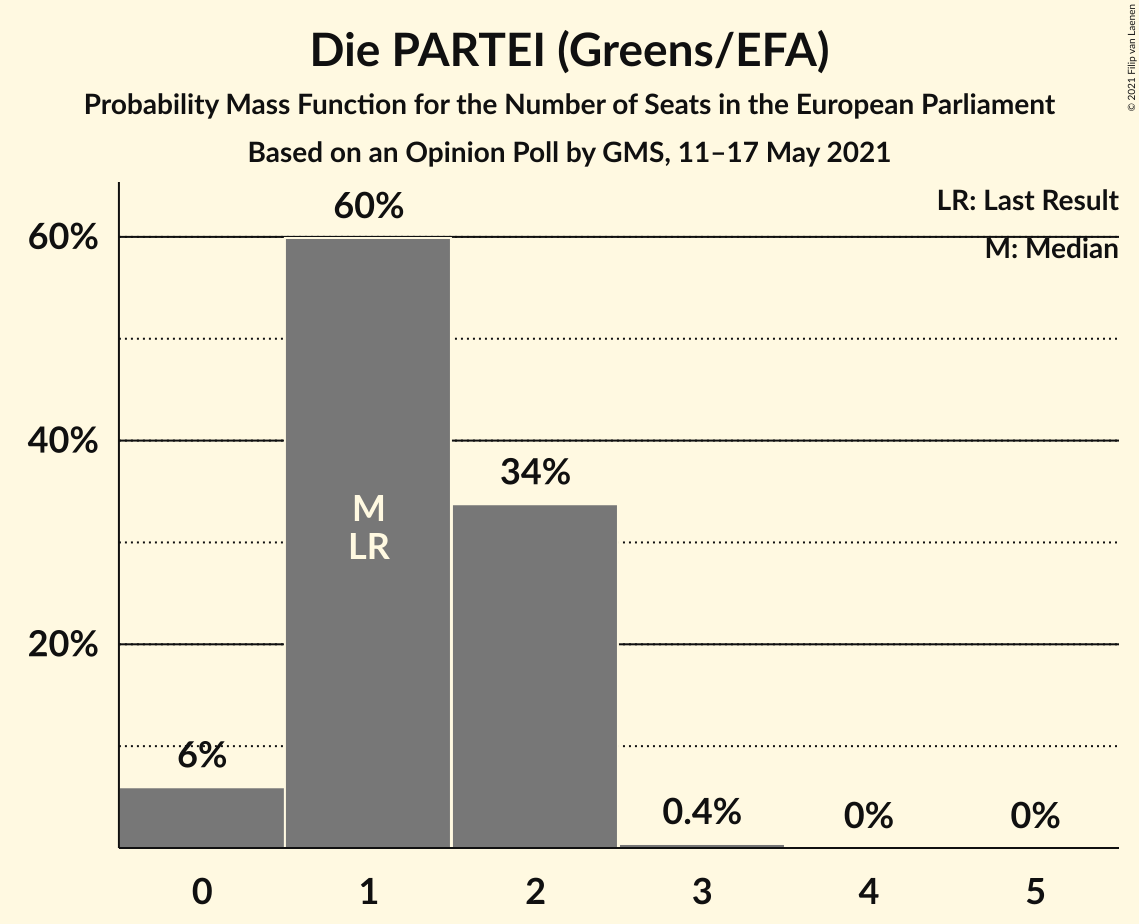 Die PARTEI (Greens/EFA)
Probability Mass Function for the Number of Seats in the European Parliament
Based on an Opinion Poll by GMS, 11–17 May 2021
© 2021 Filip van Laenen
LR: Last Result
M: Median
60%
40%
20%
6%
60%
34%
0.4%
0%
0%
M
LR
0
1
2
3
4
5